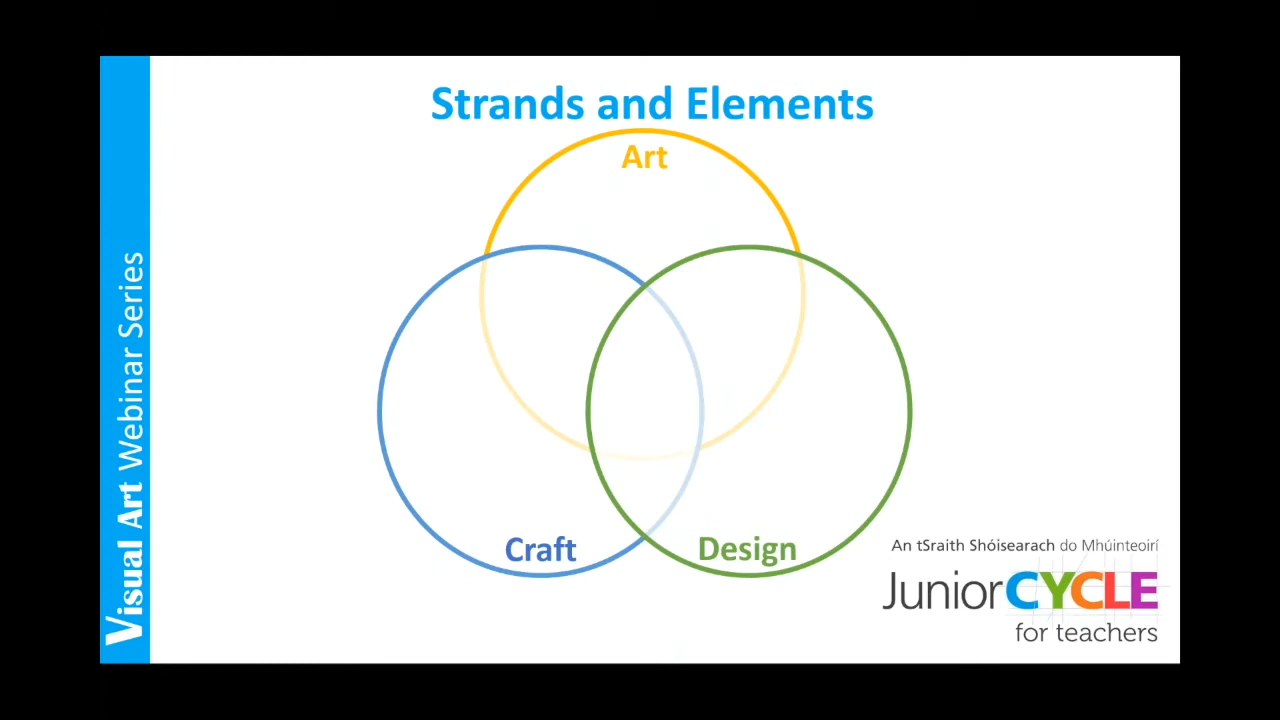 Strands and Elements
Art
Craft
Design
Visual Art Webinar Series
An tSraith Shóisearach do Mhúinteoirí
JuniorCYCLE
for teachers